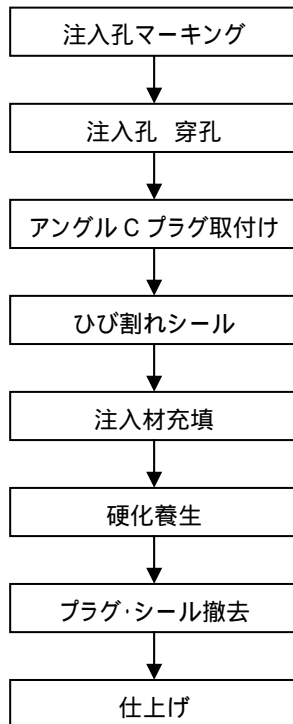 注入孔マーキング
注入孔 穿孔
アングル C プラグ取付け
ひび割れシール
注入材充填
硬化養生
プラグ・シール撤去
仕上げ